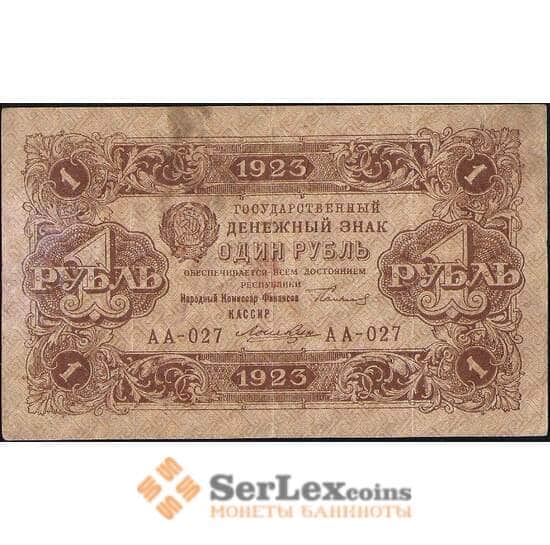 1 1923 1
ГОСУДАРСТВЕННЫЙ
ДЕНЕЖНЫЙ ЗНАК
ОДИН РУБЛЬ
ОБЕСПЕЧИВАЕТСЯ ВСЕМ ДОСТОЯНИЕМ
РЕСПУБЛИКИ
1 РУБЛЬ
1 РУБЛЬ
Народный Комиссар Финансов
КАССИР
АА-027 АА-027
1 1923 1
SerLexcoins
МОНЕТЫ БАНКНОТЫ